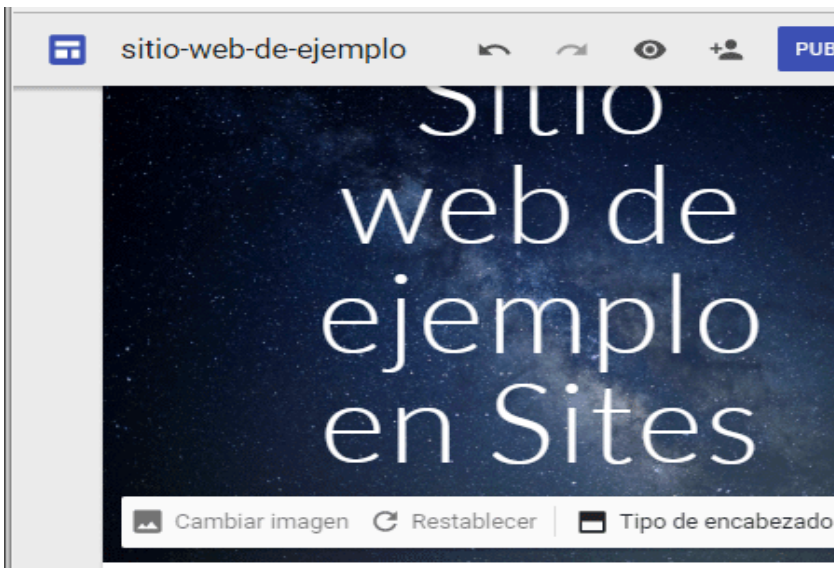 sitio-web-de-ejemplo PUB
Sitio
web de
ejemplo
en Sites
Cambiar imagen Restablecer Tipo de encabezado